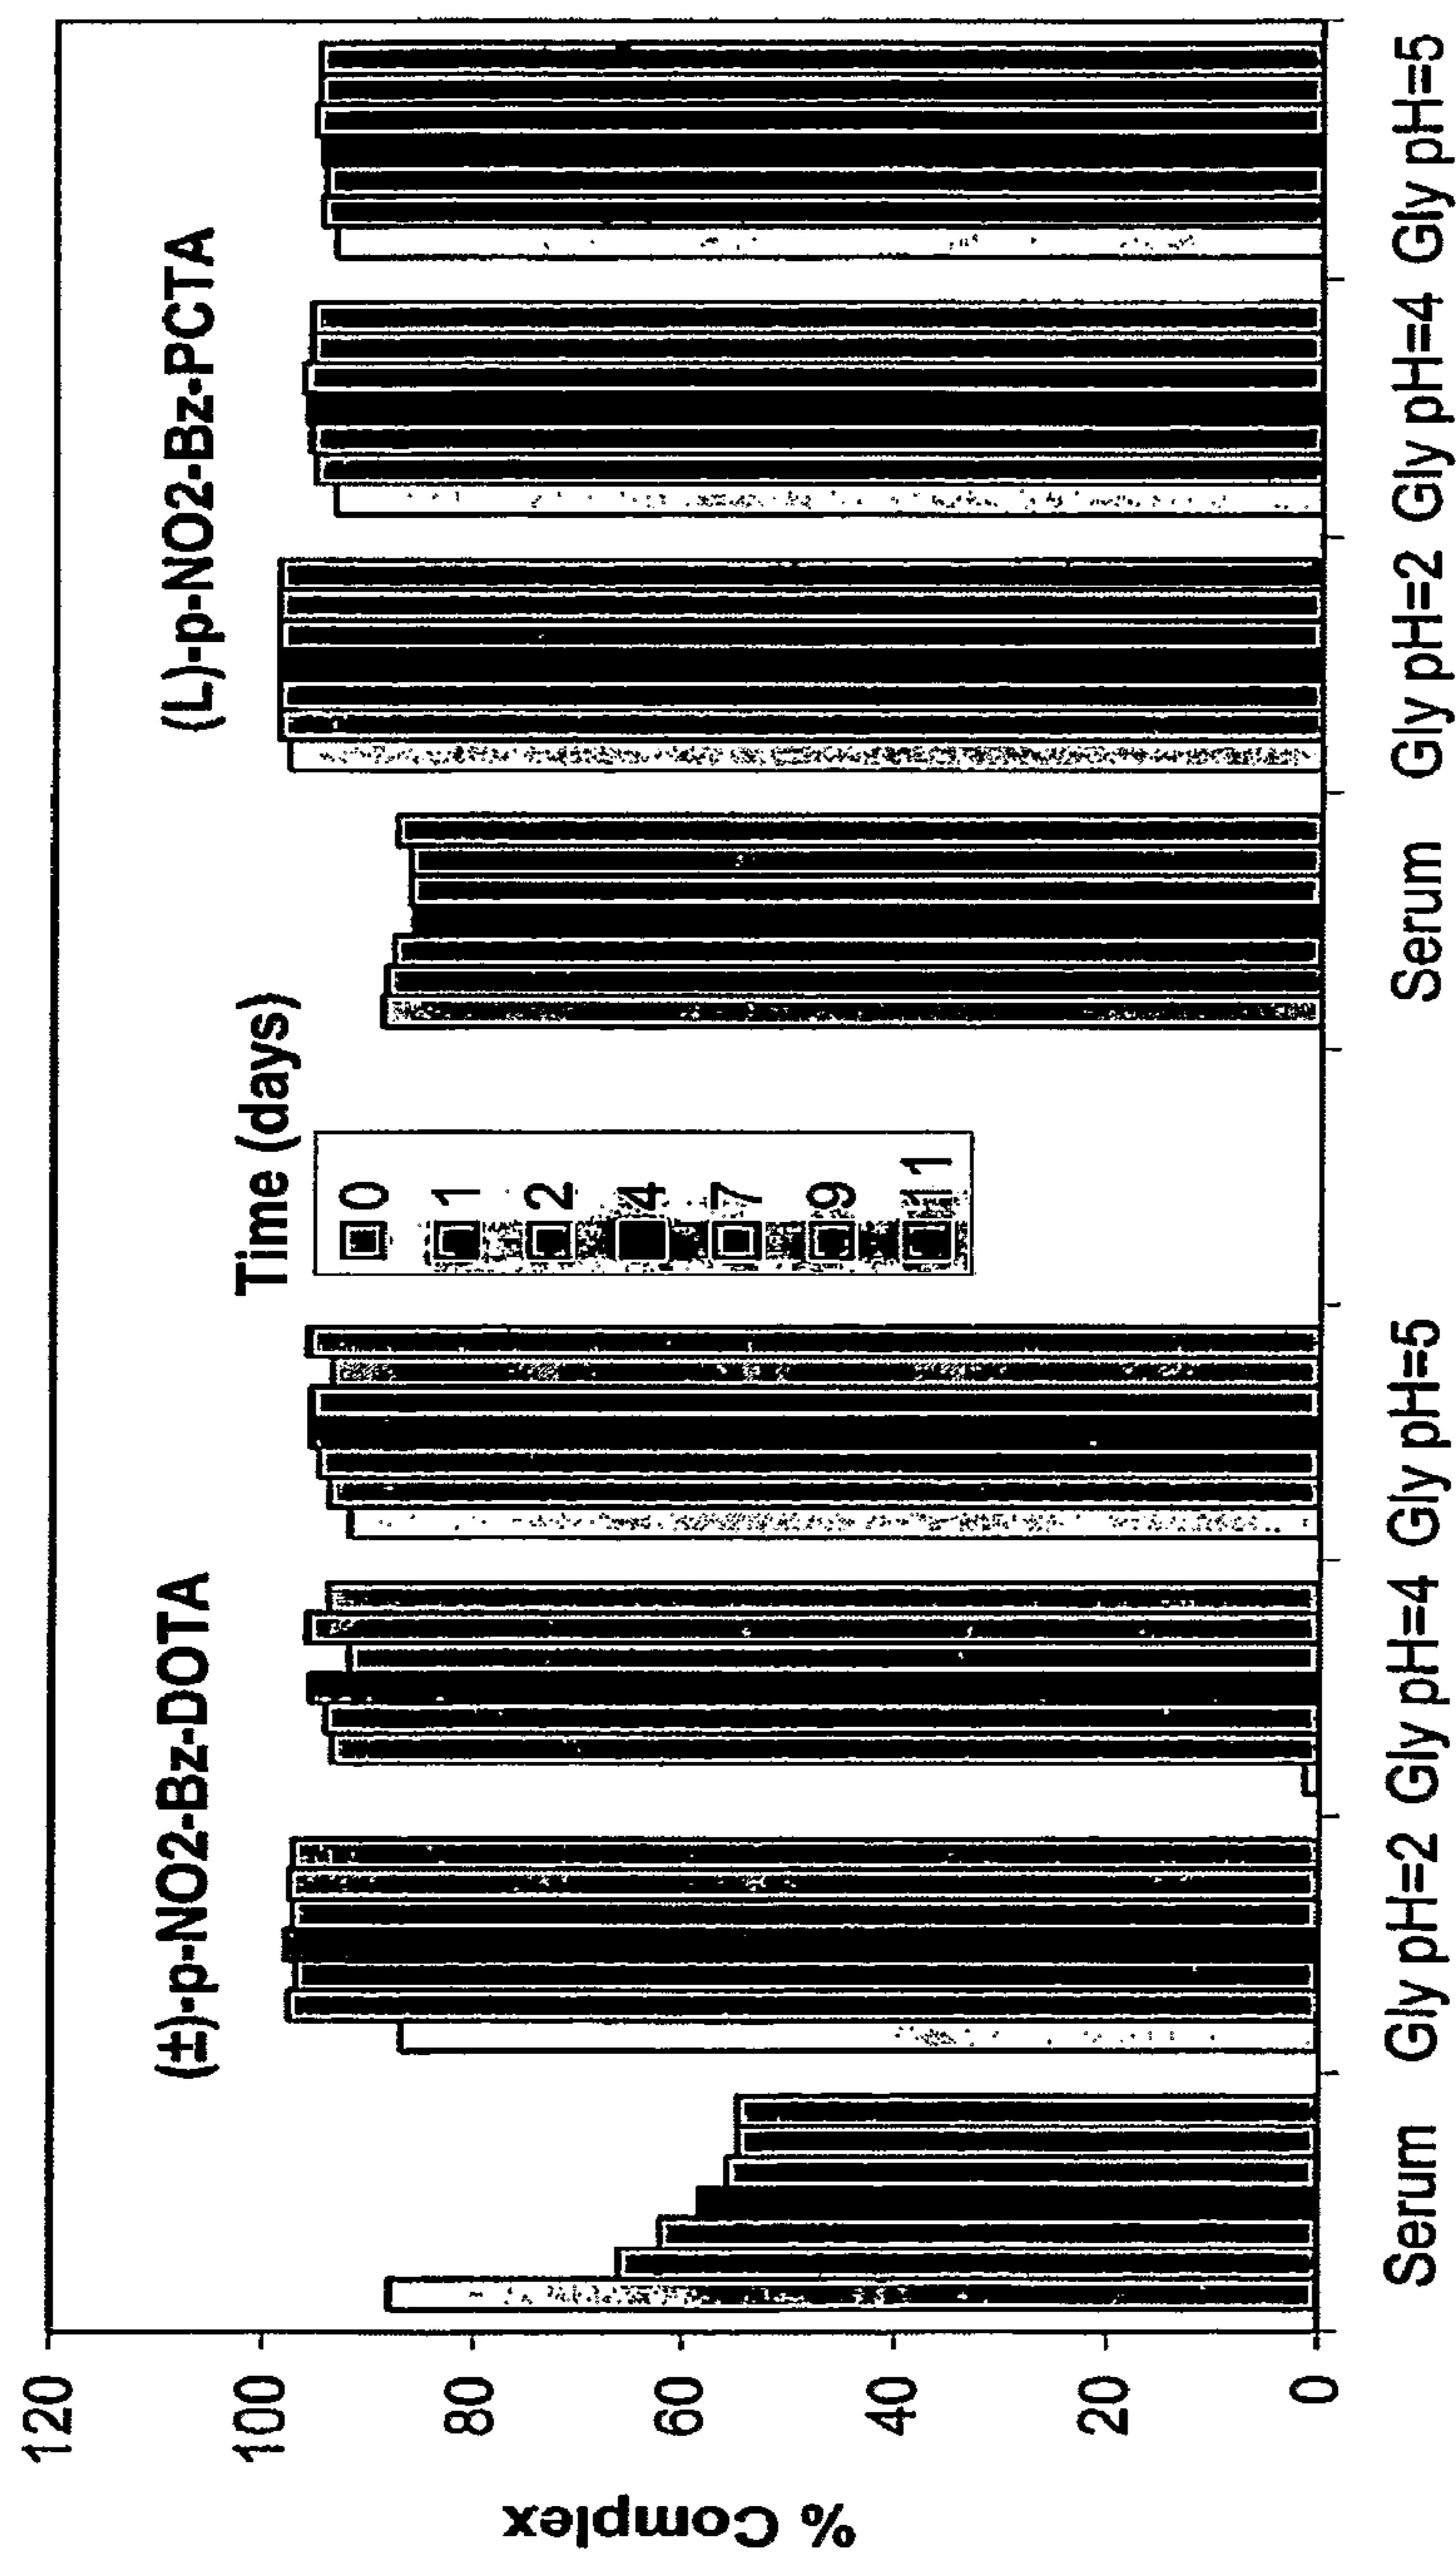 (±)-p-NO2-Bz-DOTA
(L)-p-NO2-Bz-PCTA
Time (days)
0
1
2
4
7
9
11
% Complex
120
100
80
60
40
20
0
Serum Gly pH=2 Gly pH=4 Gly pH=5
Serum Gly pH=2 Gly pH=4 Gly pH=5